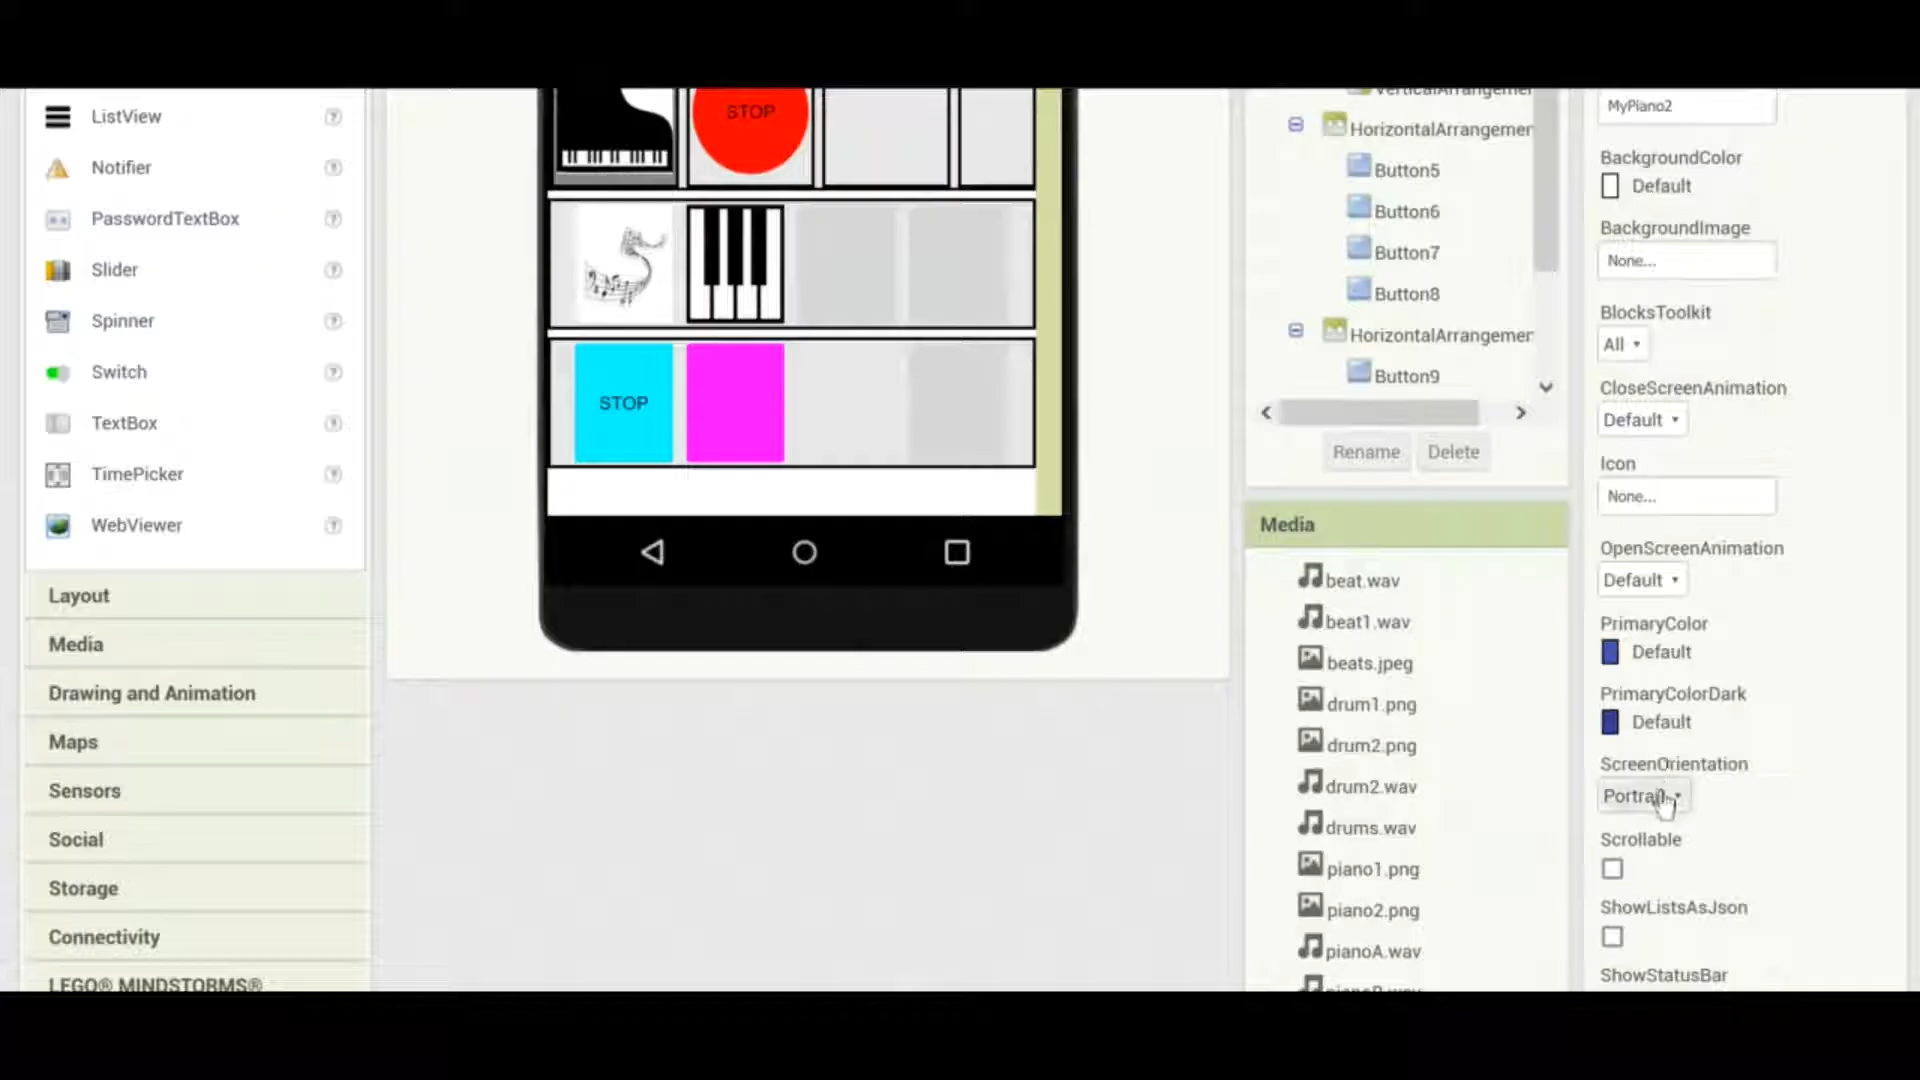 ListView
Notifier
PasswordTextBox
Slider
Spinner
Switch
TextBox
TimePicker
WebViewer
Layout
Media
Drawing and Animation
Maps
Sensors
Social
Storage
Connectivity
LEGO® MINDSTORMS®
STOP
STOP
VerticalArrangemer
HorizontalArrangemer
Button5
Button6
Button7
Button8
HorizontalArrangemer
Button9
Rename Delete
Media
beat.wav
beat1.wav
beats.jpeg
drum1.png
drum2.png
drum2.wav
drums.wav
piano1.png
piano2.png
pianoA.wav
MyPiano2
BackgroundColor
Default
BackgroundImage
None...
BlocksToolkit
All
CloseScreenAnimation
Default
Icon
None...
OpenScreenAnimation
Default
PrimaryColor
Default
PrimaryColorDark
Default
ScreenOrientation
Portrait
Scrollable
ShowListsAsJson
ShowStatusBar